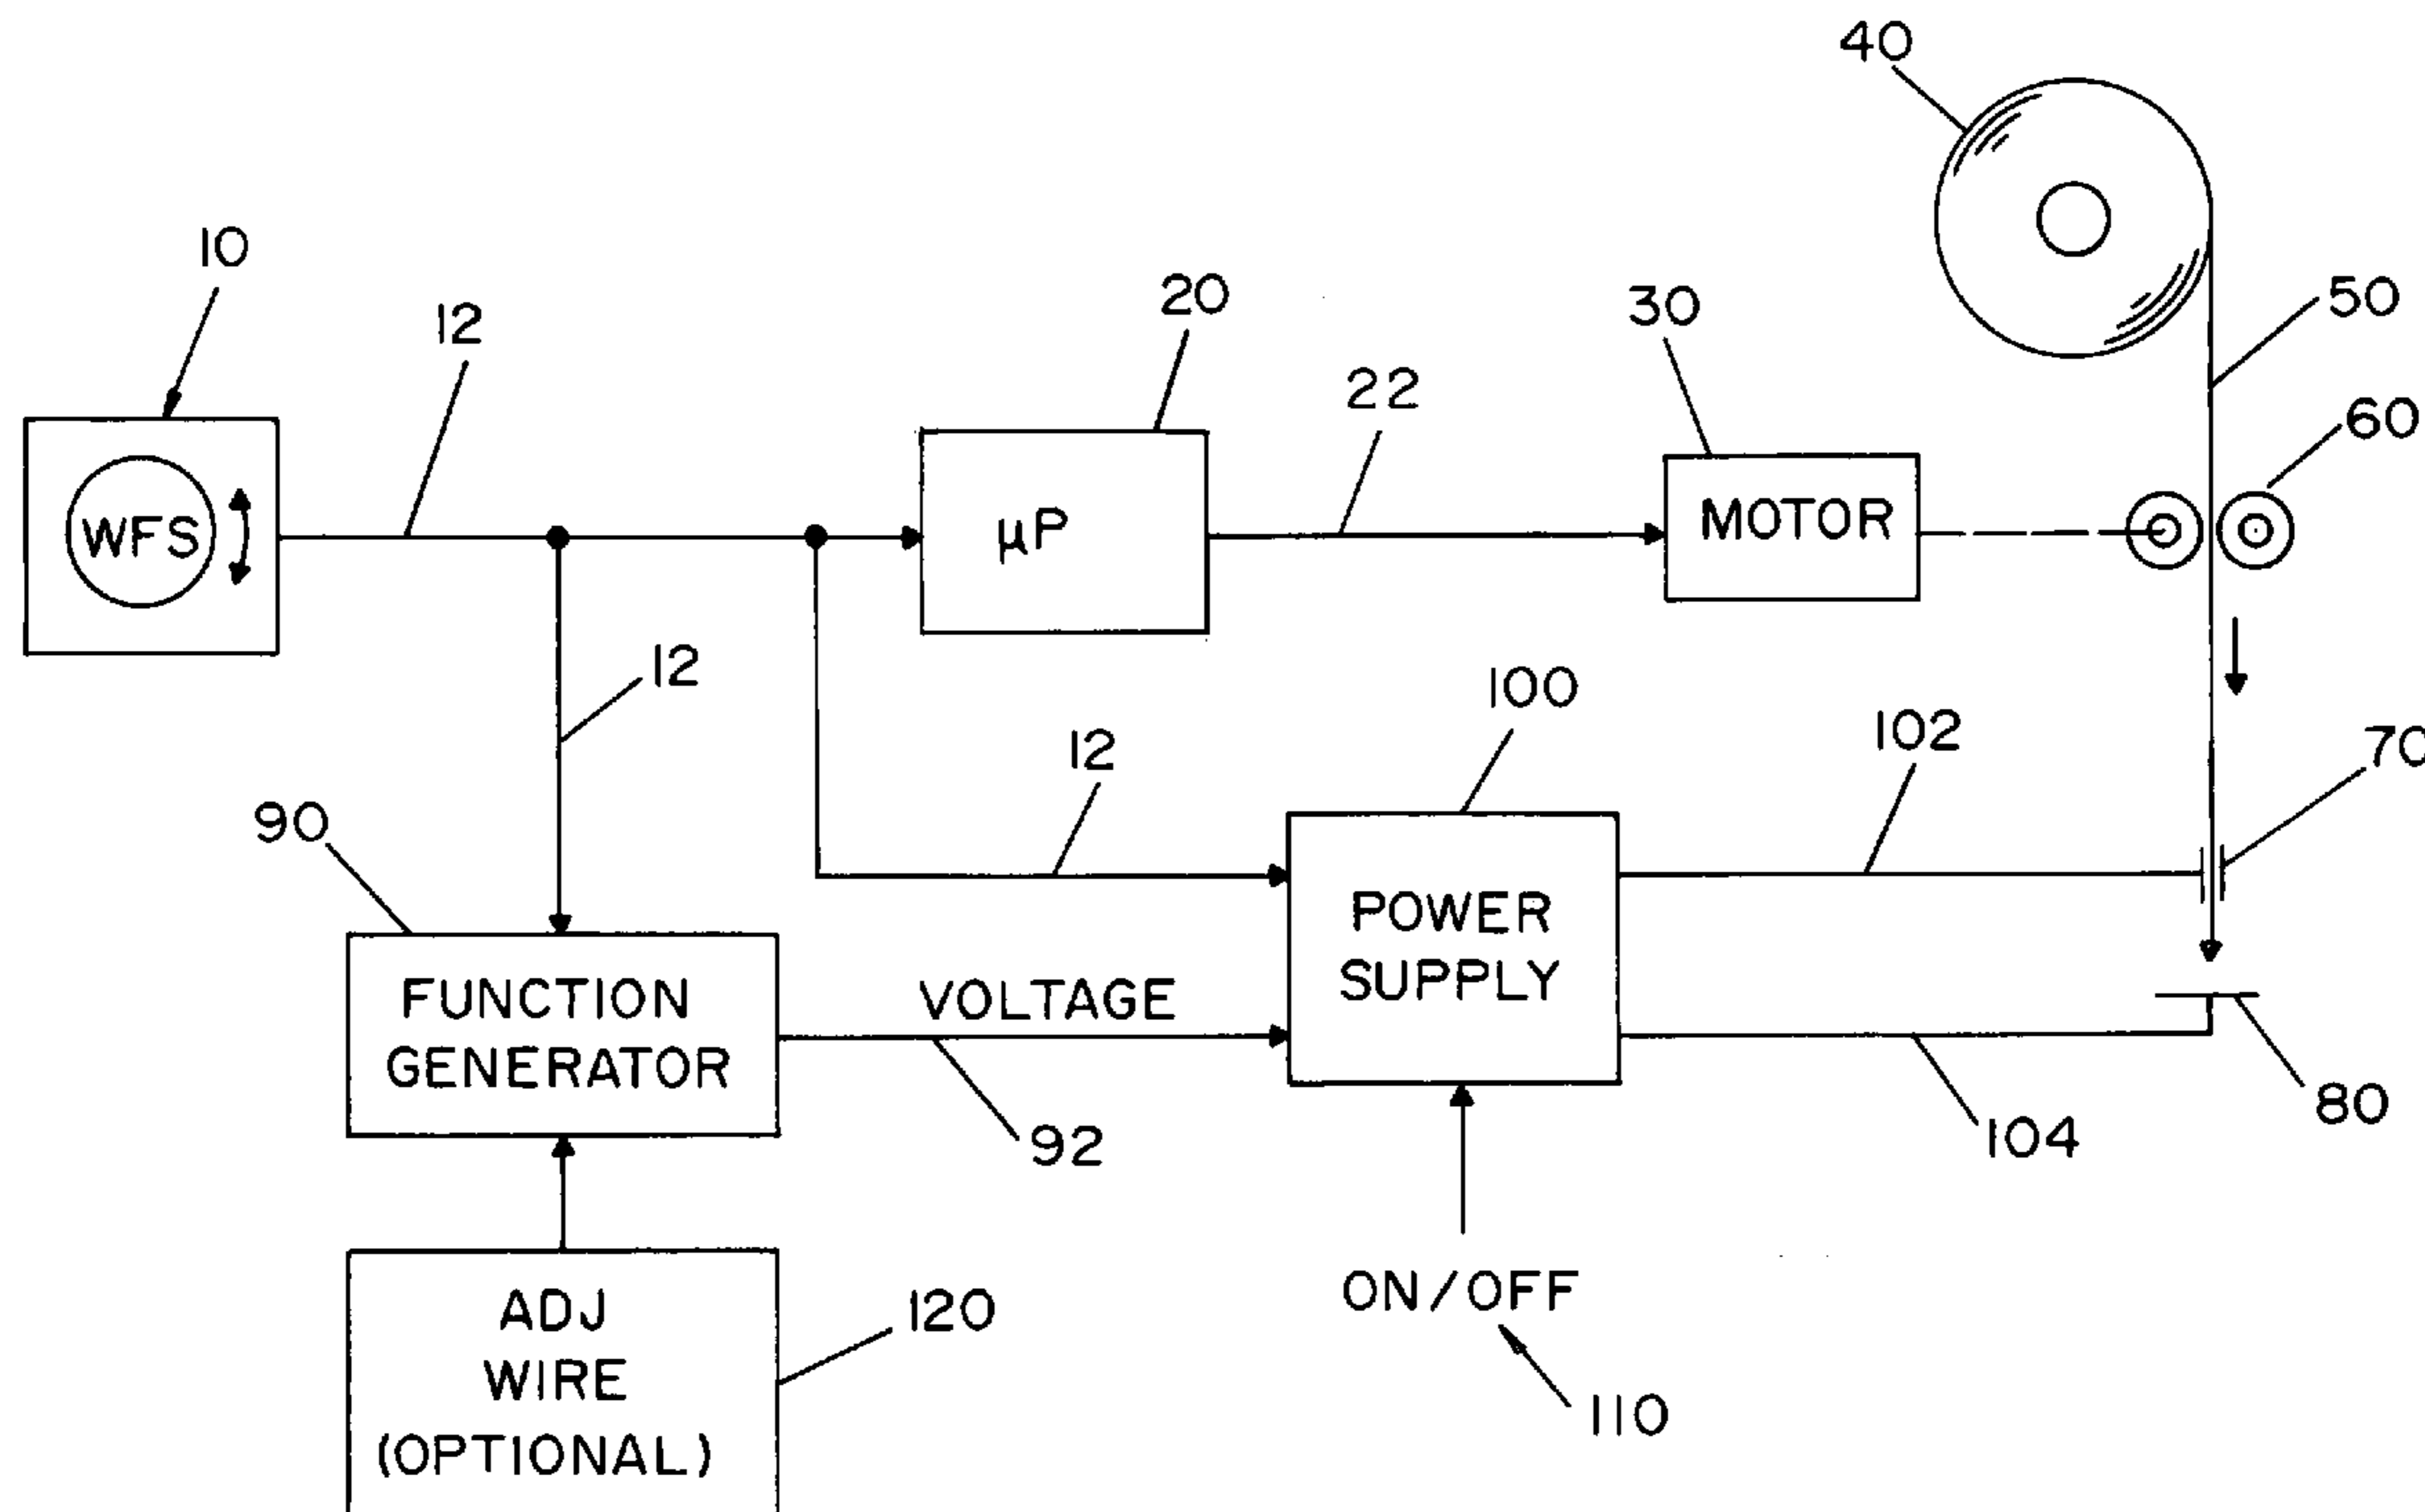 40
10
12
20
30
22
50
60
WFS
µP
MOTOR
12
100
12
102
70
90
POWER
SUPPLY
FUNCTION
GENERATOR
VOLTAGE
92
104
80
ADJ
WIRE
(OPTIONAL)
120
ON/OFF
110